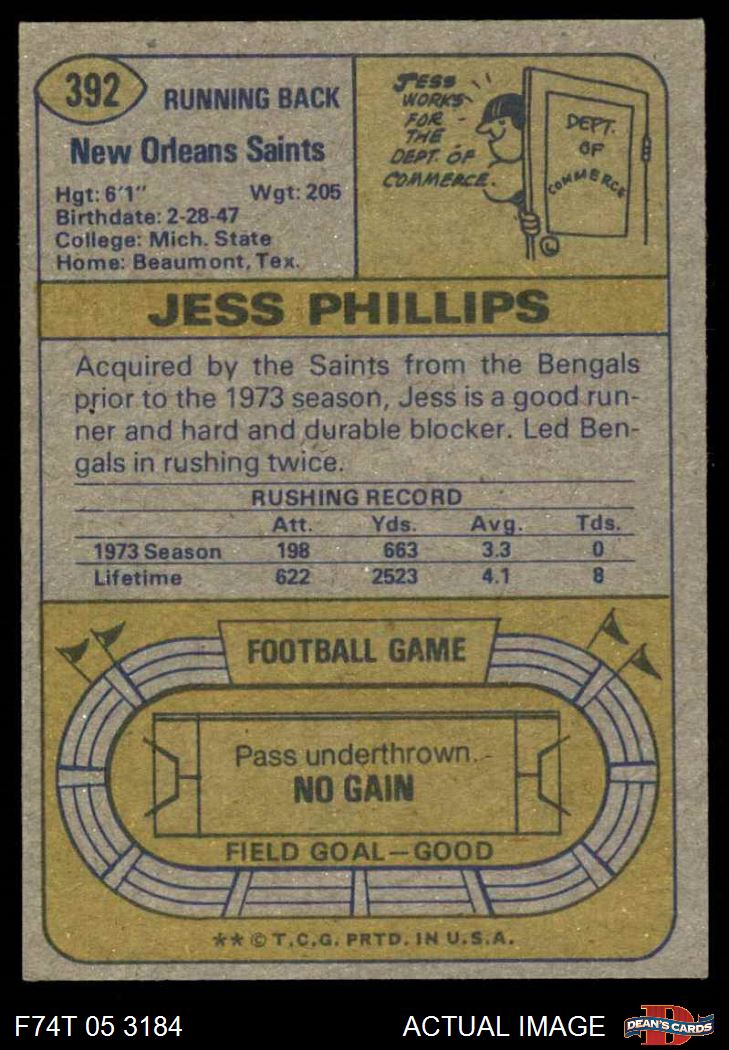 392
RUNNING BACK
New Orleans Saints
Hgt: 6'1" Wgt: 205
Birthdate: 2-28-47
College: Mich. State
Home: Beaumont, Tex.
JESS
WORKS
FOR
THE
DEPT. OF
COMMERCE.
DEPT.
OF
COMMERCE
JESS PHILLIPS
Acquired by the Saints from the Bengals
prior to the 1973 season, Jess is a good run-
ner and hard and durable blocker. Led Ben-
gals in rushing twice.
RUSHING RECORD
Att. Yds. Avg. Tds.
1973 Season 198 663 3.3 0
Lifetime 622 2523 4.1 8
FOOTBALL GAME
Pass underthrown.-
NO GAIN
FIELD GOAL—GOOD
** © T.C.G. PRTD. IN U.S.A.
F74T 05 3184 ACTUAL IMAGE
D
DEAN'S CARDS